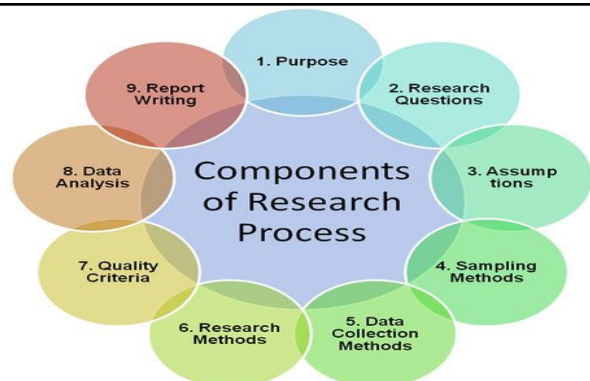 Components
of Research
Process
1. Purpose
2. Research
Questions
3. Assump
tions
4. Sampling
Methods
5. Data
Collection
Methods
6. Research
Methods
7. Quality
Criteria
8. Data
Analysis
9. Report
Writing